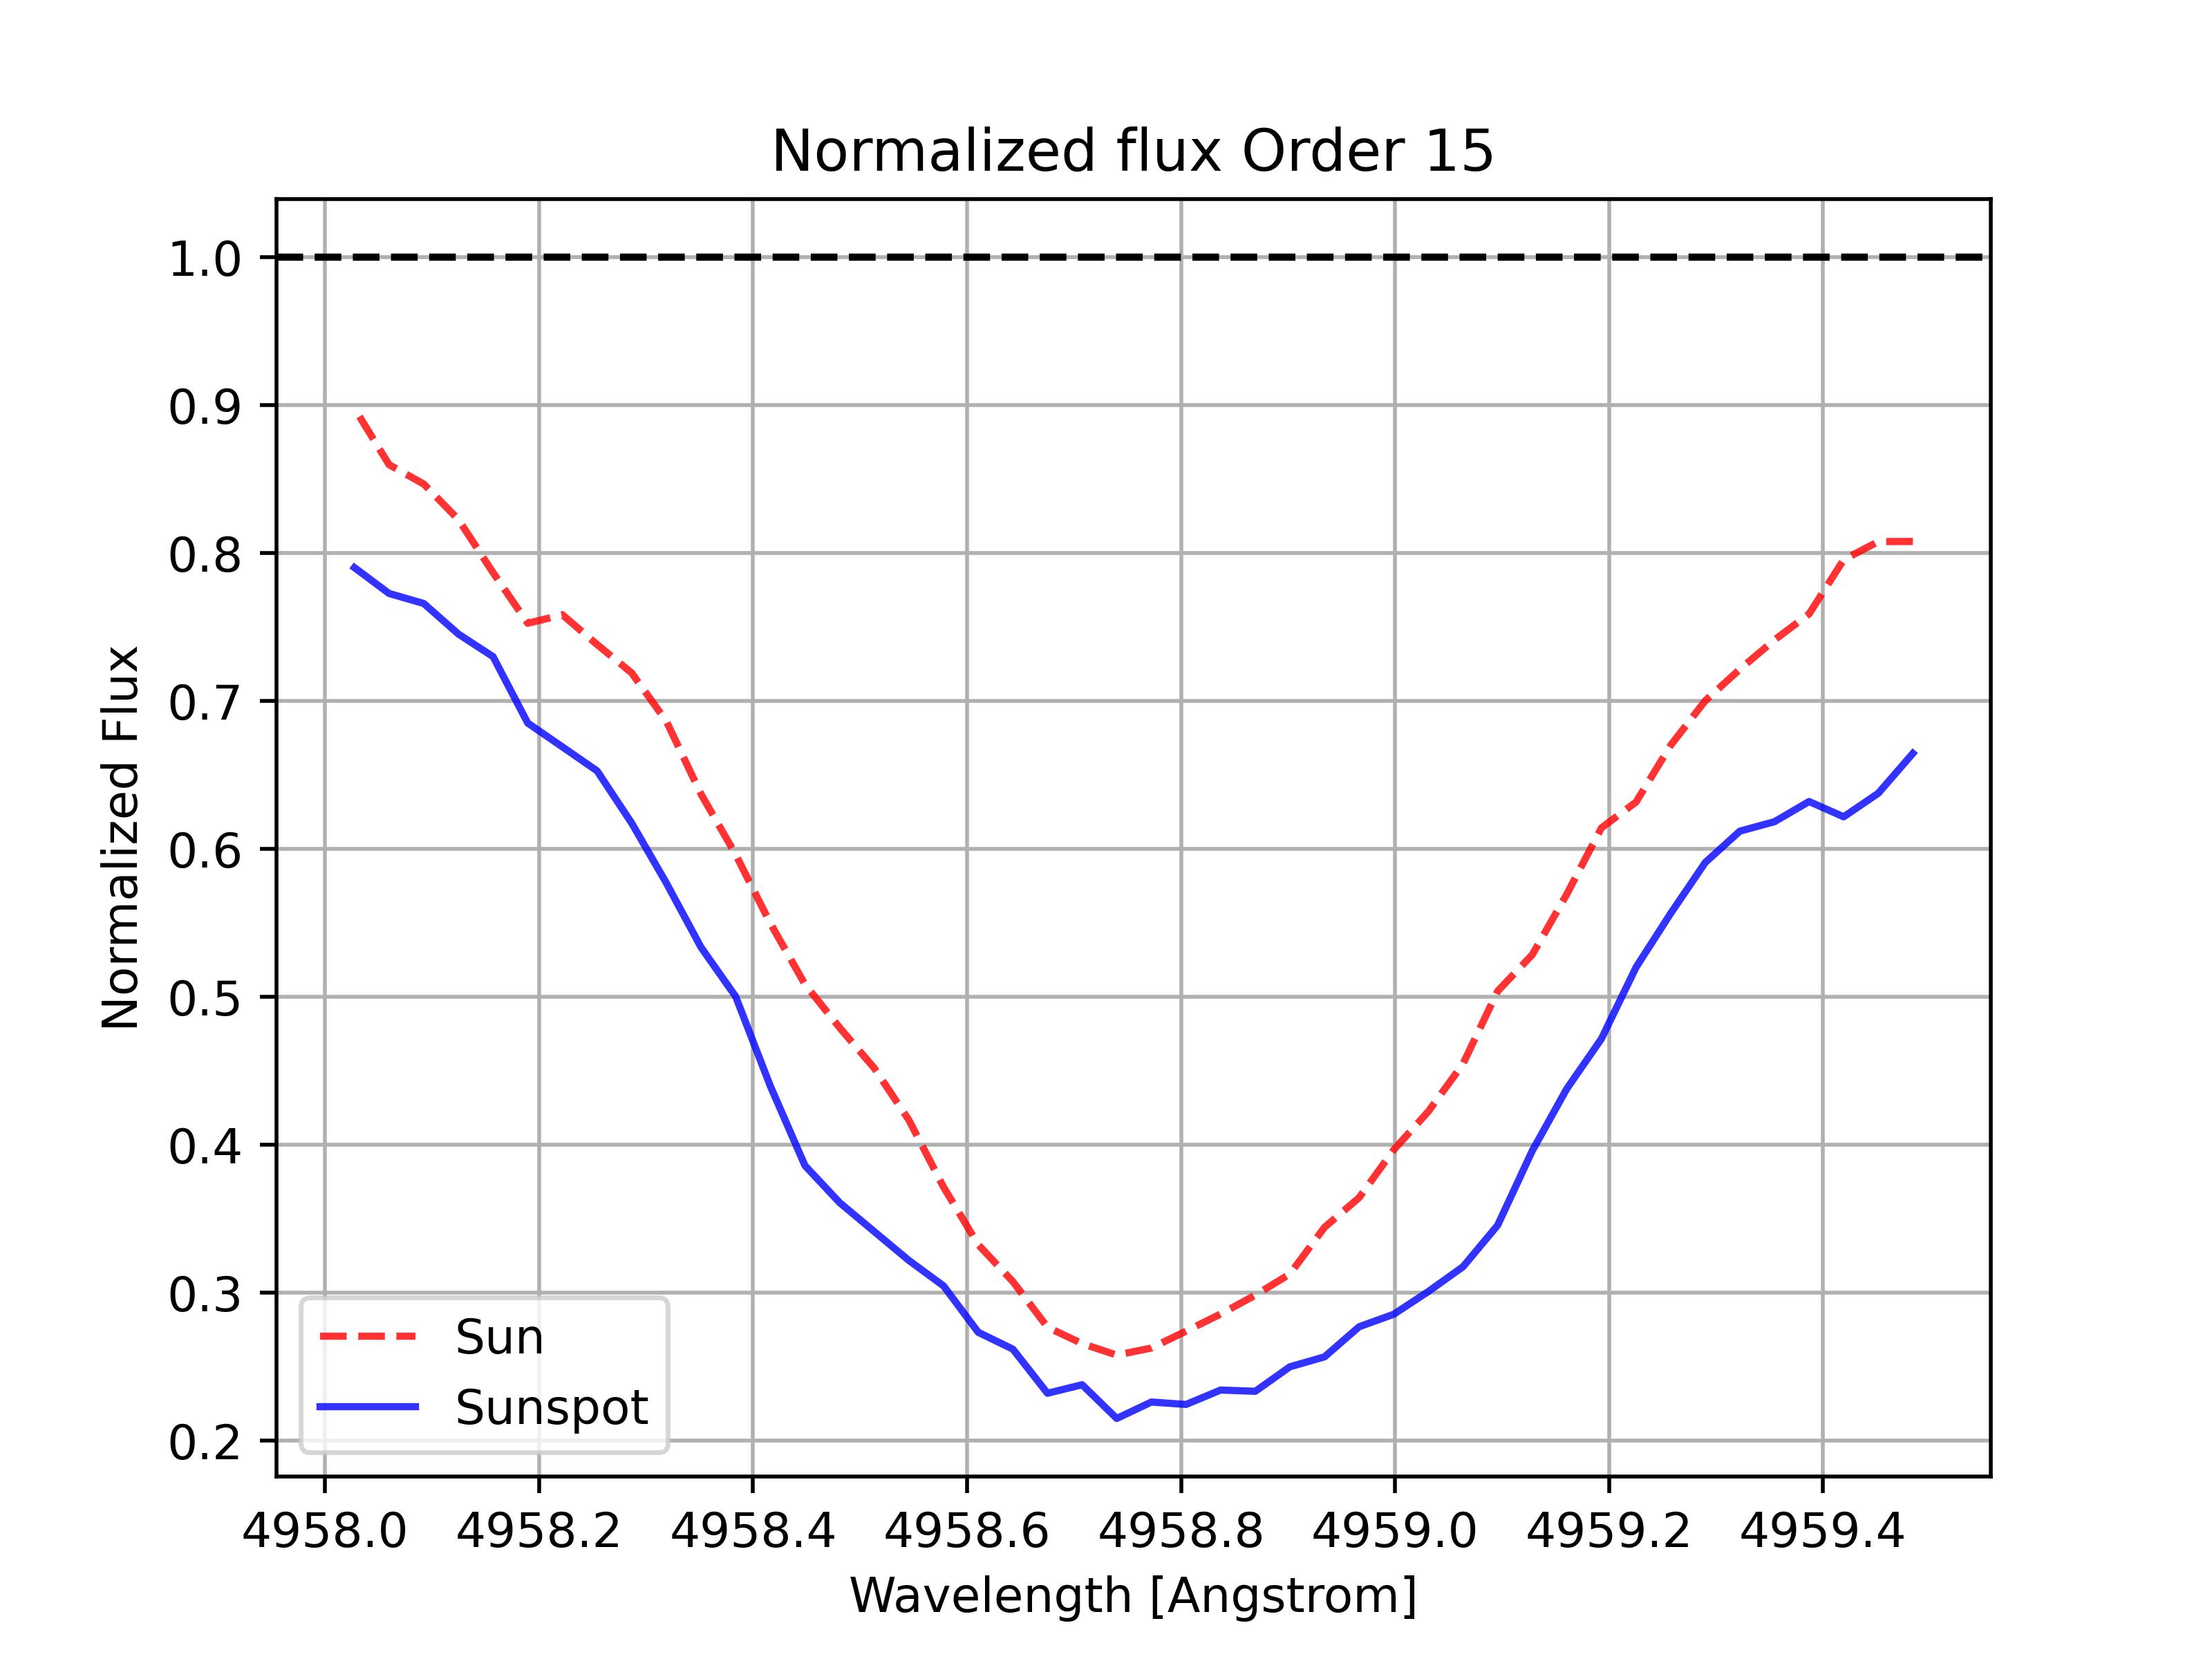 Normalized flux Order 15
Normalized Flux
1.0
0.9
0.8
0.7
0.6
0.5
0.4
0.3
0.2
Sun
Sunspot
4958.0 4958.2 4958.4 4958.6 4958.8 4959.0 4959.2 4959.4
Wavelength [Angstrom]